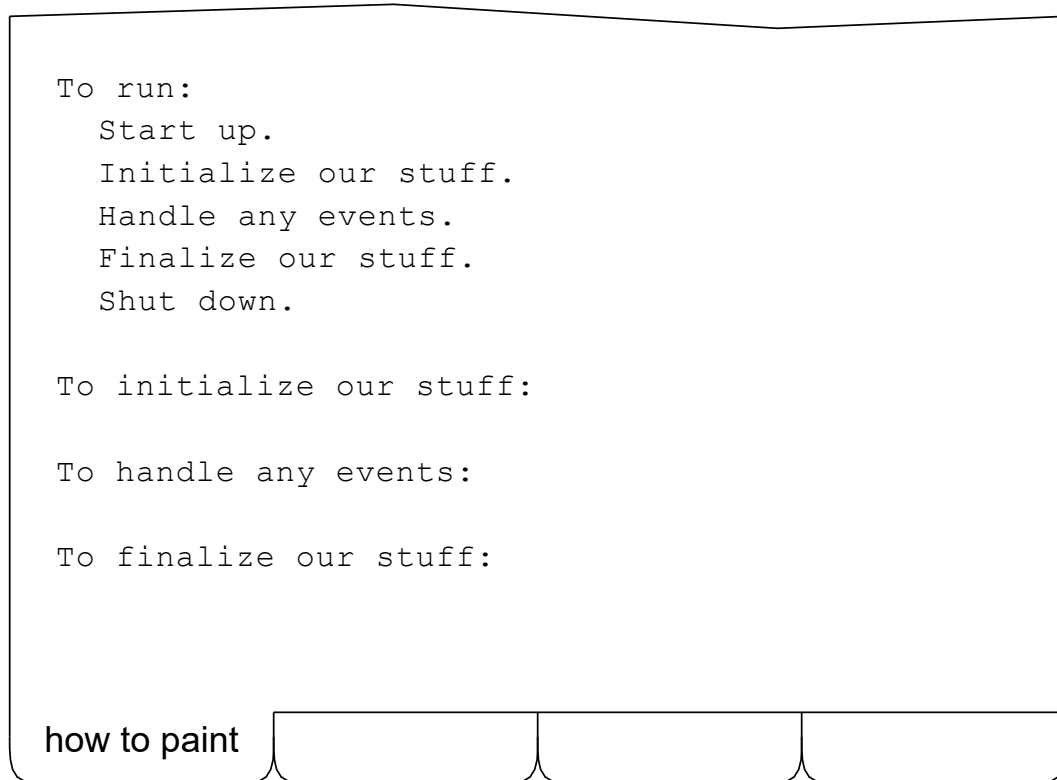 To run:
Start up.
Initialize our stuff.
Handle any events.
Finalize our stuff.
Shut down.
To initialize our stuff:
To handle any events:
To finalize our stuff:
how to paint